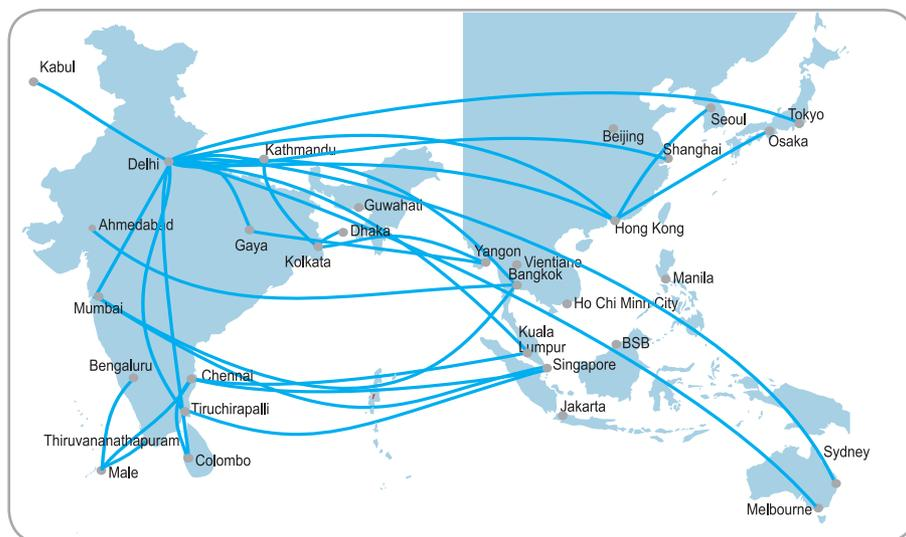 Kabul
Tokyo
Seoul
Beijing
Osaka
Shanghai
Kathmandu
Delhi
Guwahati
Ahmedabad
Dhaka
Hong Kong
Gaya
Kolkata
Yangon
Vientiane
Bangkok
Manila
Mumbai
Ho Chi Minh City
Kuala
Lumpur
BSB
Singapore
Bengaluru
Chennai
Tiruchirapalli
Jakarta
Thiruvananathapuram
Colombo
Male
Sydney
Melbourne